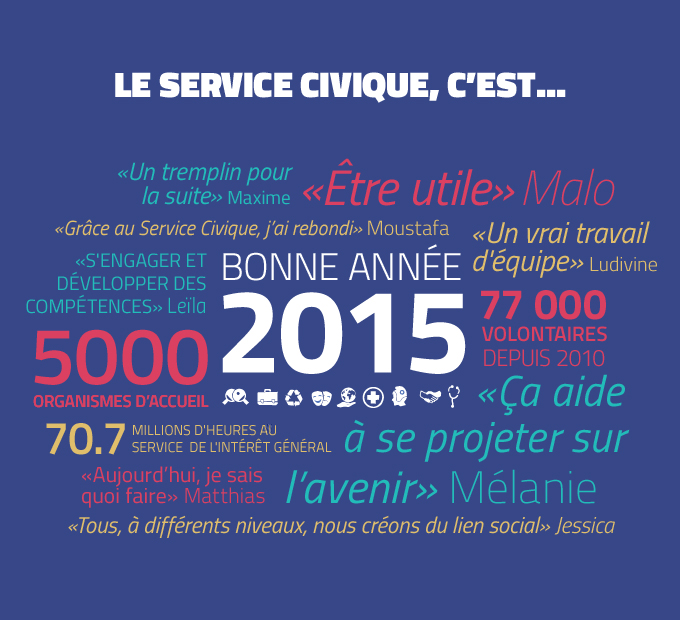 LE SERVICE CIVIQUE, C'EST...
«Un tremplin pour
la suite» Maxime
«Être utile» Malo
«Grâce au Service Civique, j'ai rebondi» Moustafa
«Un vrai travail
d'équipe» Ludivine
«S'ENGAGER ET
DÉVELOPPER DES
COMPÉTENCES» Leïla
BONNE ANNÉE
2015
77 000
VOLONTAIRES
DEPUIS 2010
5000
ORGANISMES D'ACCUEIL
«Ça aide
à se projeter sur
l'avenir» Mélanie
70.7
MILLIONS D'HEURES AU
SERVICE DE L'INTÉRÊT GÉNÉRAL
«Aujourd'hui, je sais
quoi faire» Matthias
«Tous, à différents niveaux, nous créons du lien social» Jessica